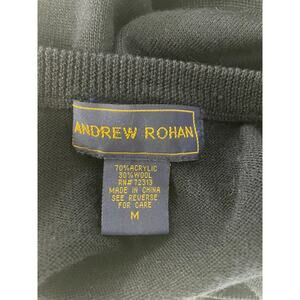 ANDREW ROHAN
70% ACRYLIC
30% WOOL
RN# 72313
MADE IN CHINA
SEE REVERSE
FOR CARE
M